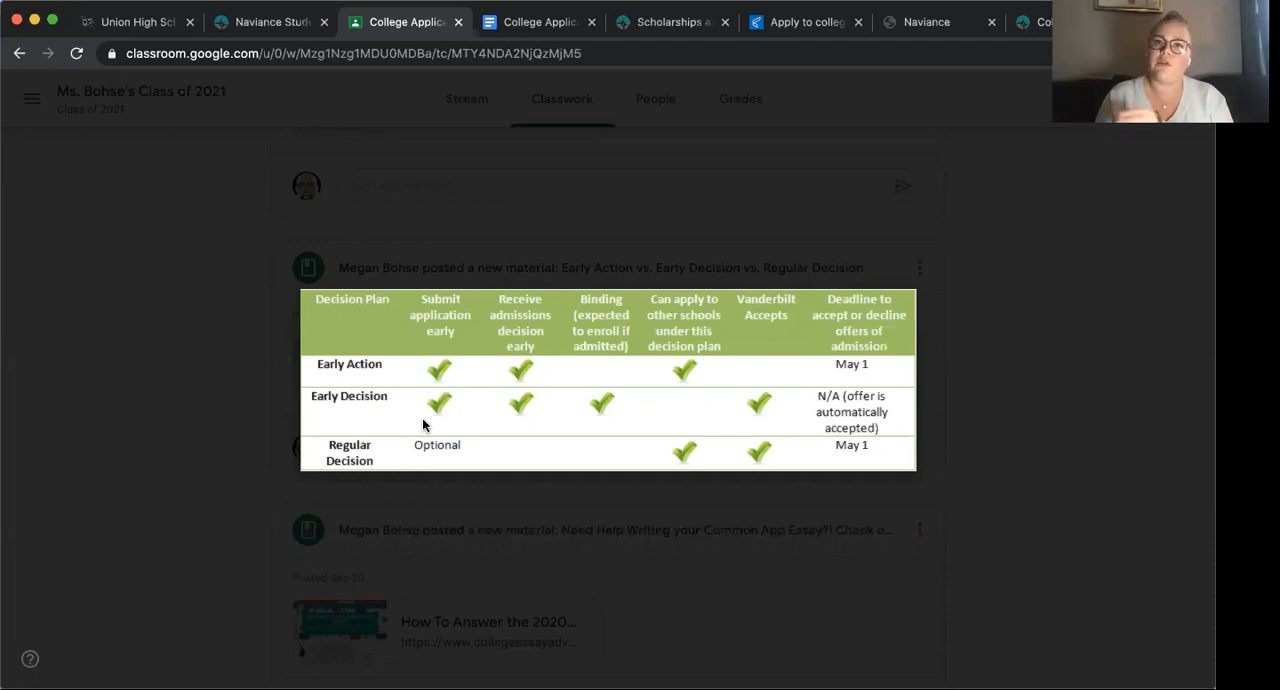 Union High Scl
Naviance Stude
College Applica
College Applica
Scholarships a
Apply to colleg
Naviance
Col
classroom.google.com/u/0/w/Mzg1Nzg1MDU0MDBa/tc/MTY4NDA2NjQzMjM5
Ms. Bohse's Class of 2021
Class of 2021
Stream
Classwork
People
Grades
Megan Bohse posted a new material: Early Action vs. Early Decision vs. Regular Decision
Decision Plan
Submit
application
early
Receive
admissions
decision
early
Binding
(expected
to enroll if
admitted)
Can apply to
other schools
under this
decision plan
Vanderbilt
Accepts
Deadline to
accept or decline
offers of
admission
Early Action
May 1
Early Decision
N/A (offer is
automatically
accepted)
Regular
Decision
Optional
May 1
Megan Bohse posted a new material: Need Help Writing your Common App Essay?! Check o...
Posted Sep 20
How To Answer the 2020...
https://www.collegeessayadv...